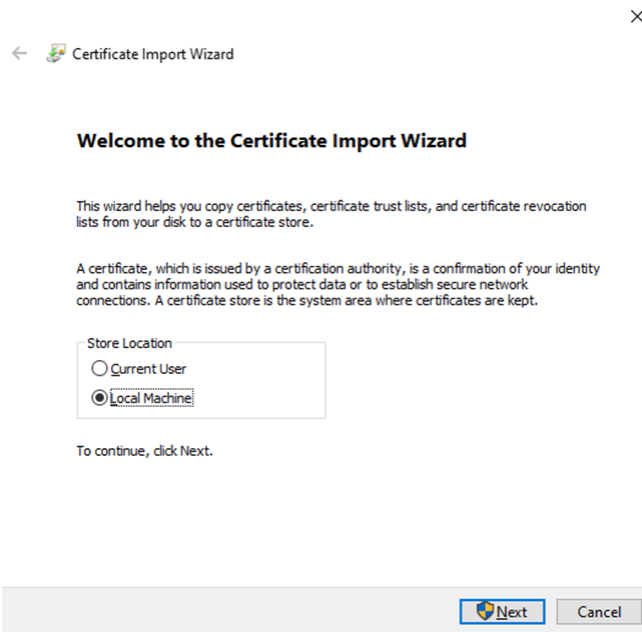 Certificate Import Wizard
Welcome to the Certificate Import Wizard
This wizard helps you copy certificates, certificate trust lists, and certificate revocation
lists from your disk to a certificate store.
A certificate, which is issued by a certification authority, is a confirmation of your identity
and contains information used to protect data or to establish secure network
connections. A certificate store is the system area where certificates are kept.
Store Location
Current User
Local Machine
To continue, click Next.
Next
Cancel